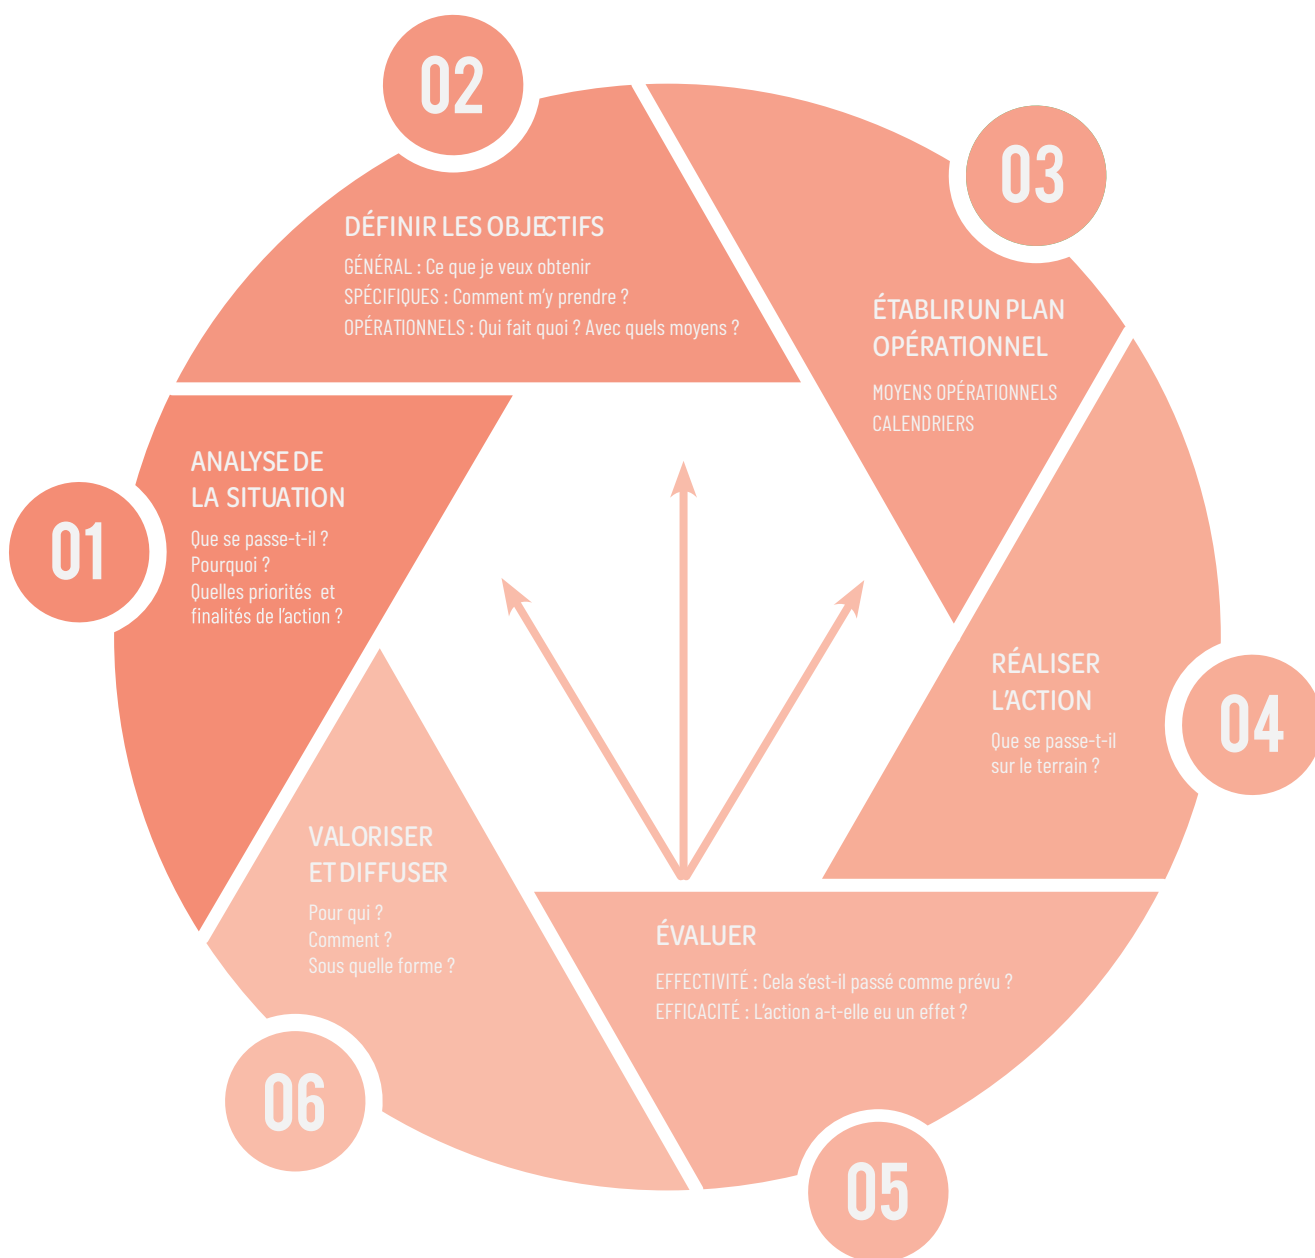 01
ANALYSE DE
LA SITUATION
Que se passe-t-il ?
Pourquoi ?
Quelles priorités et
finalités de l'action ?
02
DÉFINIR LES OBJECTIFS
GÉNÉRAL : Ce que je veux obtenir
SPÉCIFIQUES : Comment m'y prendre ?
OPÉRATIONNELS : Qui fait quoi ? Avec quels moyens ?
03
ÉTABLIR UN PLAN
OPÉRATIONNEL
MOYENS OPÉRATIONNELS
CALENDRIERS
04
RÉALISER
L'ACTION
Que se passe-t-il
sur le terrain ?
05
ÉVALUER
EFFECTIVITÉ : Cela s'est-il passé comme prévu ?
EFFICACITÉ : L'action a-t-elle eu un effet ?
06
VALORISER
ET DIFFUSER
Pour qui ?
Comment ?
Sous quelle forme ?